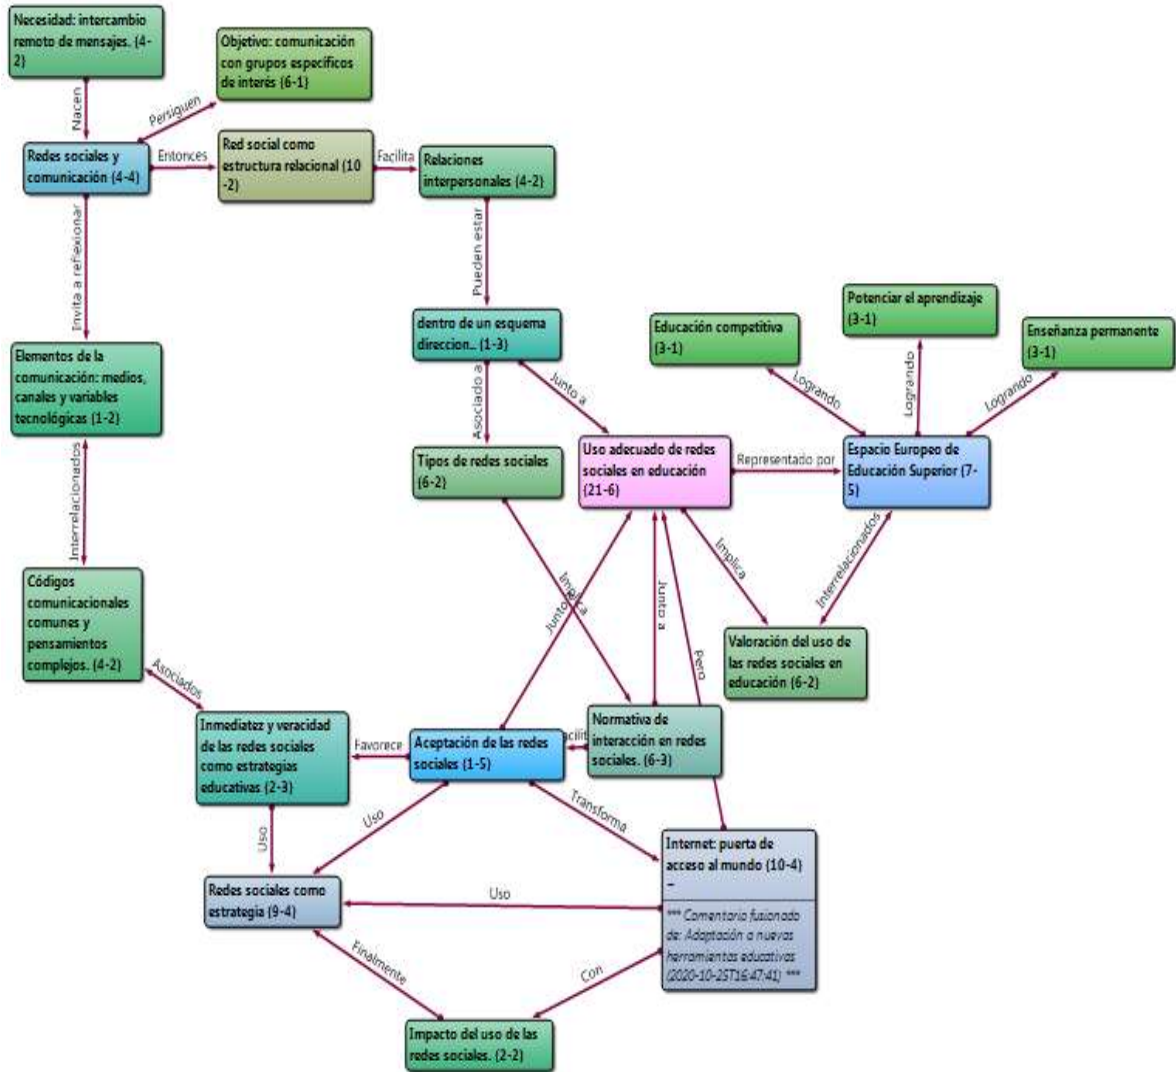 Necesidad: intercambio
remoto de mensajes. (4-
2)
Objetivo: comunicación
con grupos específicos
de interés (6-1)
Nacen
Persiguen
Redes sociales y
comunicación (4-4)
Entonces
Red social como
estructura relacional (10
-2)
Facilita
Relaciones
interpersonales (4-2)
Invita a reflexionar
Pueden estar
Potenciar el aprendizaje
(3-1)
Educación competitiva
(3-1)
Enseñanza permanente
(3-1)
dentro de un esquema
direccion... (1-3)
Elementos de la
comunicación: medios,
canales y variables
tecnológicas (1-2)
Asociado a
Junto a
Logrando
Logrando
Logrando
Tipos de redes sociales
(6-2)
Uso adecuado de redes
sociales en educación
(21-6)
Representado por
Espacio Europeo de
Educación Superior (7-
5)
Interrelacionados
Implica
Junto a
Junto a
Implica
Interrelacionados
Códigos
comunicacionales
comunes y
pensamientos
complejos. (4-2)
Pero
Valoración del uso de
las redes sociales en
educación (6-2)
Asociados
Inmediatez y veracidad
de las redes sociales
como estrategias
educativas (2-3)
Favorece
Aceptación de las redes
sociales (1-5)
Normativa de
interacción en redes
sociales. (6-3)
Uso
Uso
Transforma
Internet: puerta de
acceso al mundo (10-4)
~
*** Comentario fusionado
de: Adaptación a nuevas
herramientas educativas
(2020-10-25T16:47:41) ***
Redes sociales como
estrategia (9-4)
Uso
Finalmente
Con
Impacto del uso de las
redes sociales. (2-2)